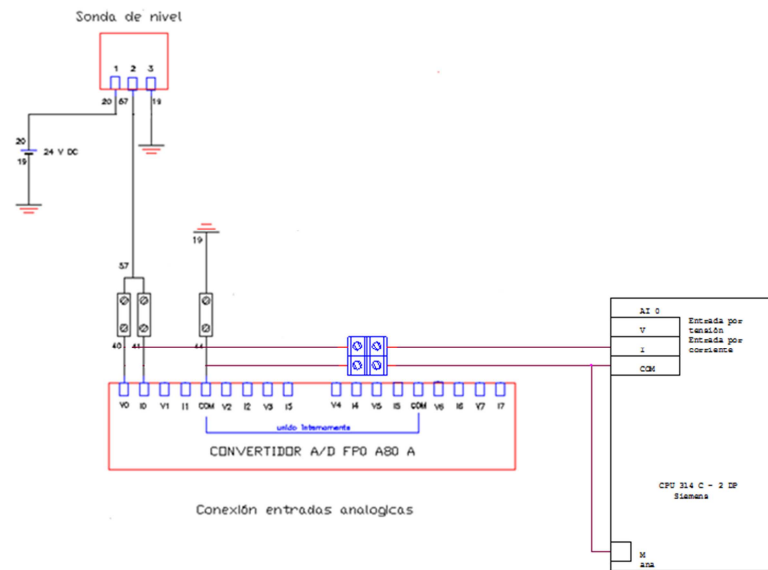 Sonda de nivel
1 2 3
20 67 19
20
24 V DC
19
19
57
40 41 44
AI 0
V
Entrada por
tensión
I
Entrada por
corriente
COM
V0 I0 V1 I1 COM V2 I2 V3 I3 V4 I4 V5 I5 COM V6 I6 V7 I7
unido internamente
CONVERTIDOR A/D FP0 A80 A
CPU 314 C - 2 DP
Siemens
Conexión entradas analogicas
M
ana